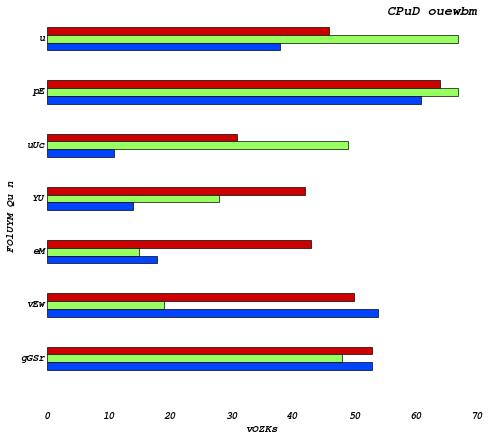 CPuD ouewbm
u
pE
uUc
YU
eM
vEw
gGSr
FOlUYM Qu n
0 10 20 30 40 50 60 70
vOZKs